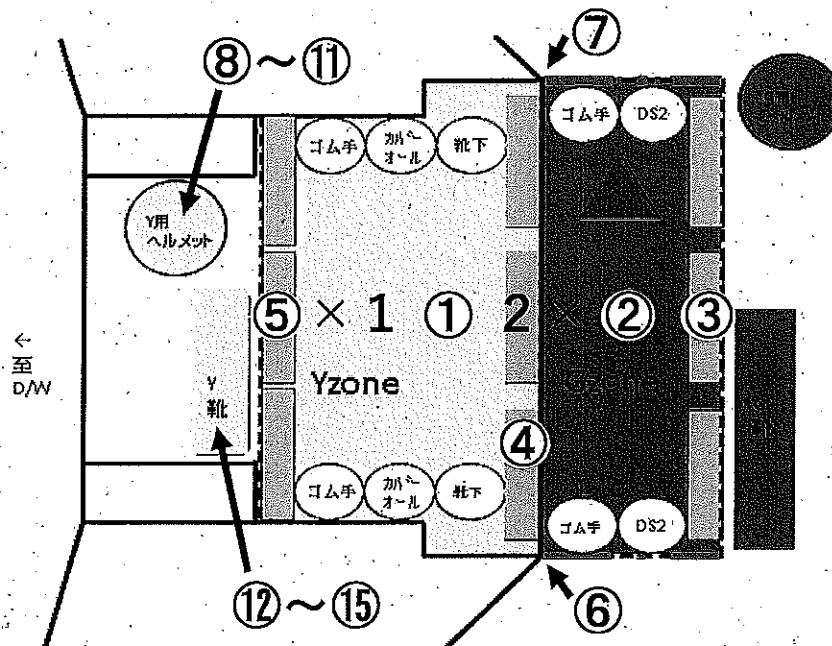 ⑦
⑧～⑪
ゴム手
カバー
オール
靴下
ゴム手
DS2
Y用
ヘルメット
⑤ × 1 ① 2 × ② ③
←
至
D/W
Y
靴
Yzone
④
ゴム手
カバー
オール
靴下
ゴム手
DS2
⑫～⑮
⑥